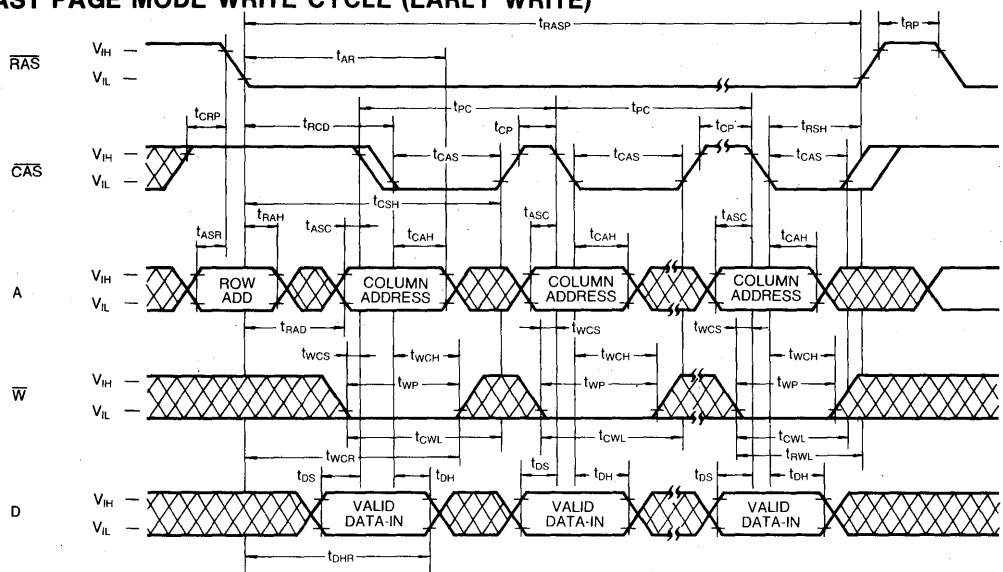 AST PAGE MODE WRITE CYCLE (EARLY WRITE)
tRASP
tRP
tAR
RAS
VIH
VIL
tPC
tPC
tCRP
tRCD
tCP
tCP
tRSH
CAS
VIH
VIL
tCAS
tCAS
tCAS
tCSH
tRAH
tASR
tASC
tCAH
tASC
tCAH
tASC
tCAH
A
VIH
VIL
ROW ADD
COLUMN ADDRESS
COLUMN ADDRESS
COLUMN ADDRESS
tRAD
tWCS
tWCH
tWCS
tWCH
tWCS
tWCH
W
VIH
VIL
tWP
tWP
tWP
tCWL
tCWL
tCWL
tWCR
tRWL
tDS
tDH
tDS
tDH
tDS
tDH
D
VIH
VIL
VALID DATA-IN
VALID DATA-IN
VALID DATA-IN
tDHR